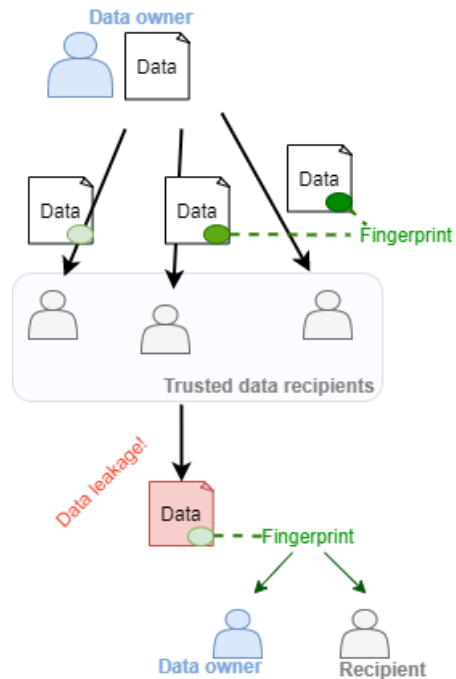 Data owner
Data
Data
Data
Data
Fingerprint
Trusted data recipients
Data leakage!
Data
Fingerprint
Data owner
Recipient